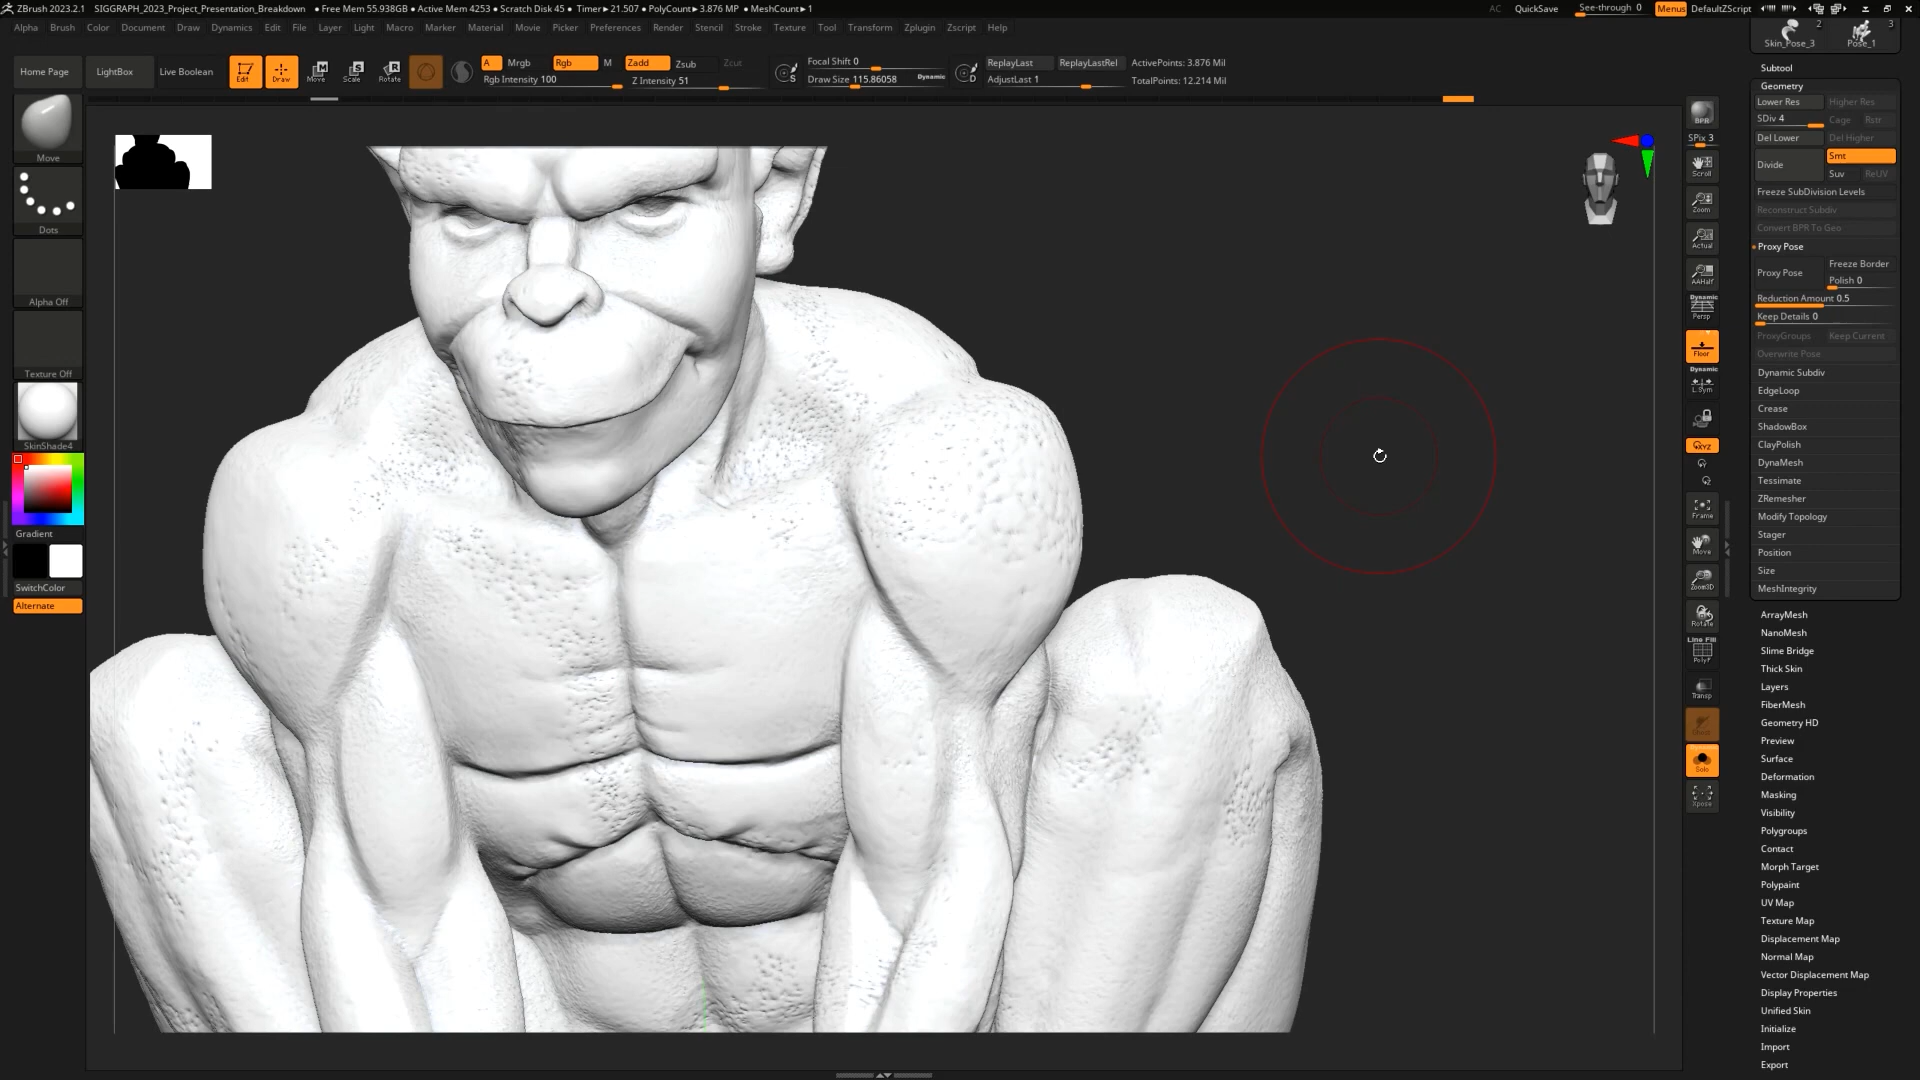 ZBrush 2023.2.1 SIGGRAPH_2023_Project_Presentation_Breakdown • Free Mem 55.938GB • Active Mem 4253 • Scratch Disk 45 • Timer▶21.507 • PolyCount▶3.876 MP • MeshCount▶1 AC QuickSave See-through 0 Menus DefaultZScript
Alpha Brush Color Document Draw Dynamics Edit File Layer Light Macro Marker Material Movie Picker Preferences Render Stencil Stroke Texture Tool Transform Zplugin Zscript Help
2 3
Skin_Pose_3 Pose_1
Home Page LightBox Live Boolean Edit Draw Move Scale Rotate
A Mrgb Rgb M Zadd Zsub Zcut
Rgb Intensity 100 Z Intensity 51
Focal Shift 0
Draw Size 115.86058 Dynamic
ReplayLast ReplayLastRel ActivePoints: 3.876 Mil
AdjustLast 1 TotalPoints: 12.214 Mil
Move
Dots
Alpha Off
Texture Off
SkinShade4
Gradient
SwitchColor
Alternate
BPR
SPix 3
Scroll
Zoom
Actual
AAHalf
Dynamic
Persp
Floor
Dynamic
L.Sym
XYZ
Frame
Move
Zoom3D
Rotate
Line Fill
PolyF
Transp
Solo
Xpose
Subtool
Geometry
Lower Res Higher Res
SDiv 4 Cage Rstr
Del Lower Del Higher
Divide Smt
Suv ReUV
Freeze SubDivision Levels
Reconstruct Subdiv
Convert BPR To Geo
Proxy Pose
Proxy Pose Freeze Border
Polish 0
Reduction Amount 0.5
Keep Details 0
ProxyGroups Keep Current
Overwrite Pose
Dynamic Subdiv
EdgeLoop
Crease
ShadowBox
ClayPolish
DynaMesh
Tessimate
ZRemesher
Modify Topology
Stager
Position
Size
MeshIntegrity
ArrayMesh
NanoMesh
Slime Bridge
Thick Skin
Layers
FiberMesh
Geometry HD
Preview
Surface
Deformation
Masking
Visibility
Polygroups
Contact
Morph Target
Polypaint
UV Map
Texture Map
Displacement Map
Normal Map
Vector Displacement Map
Display Properties
Unified Skin
Initialize
Import
Export